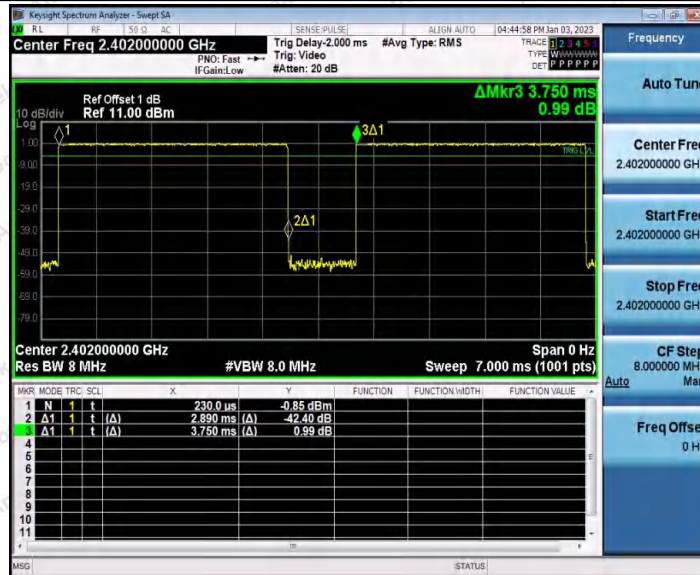 Keysight Spectrum Analyzer - Swept SA
RL RF 50 Ω AC SENSE:PULSE ALIGN AUTO 04:44:58 PM Jan 03, 2023
Center Freq 2.402000000 GHz
Trig Delay-2.000 ms #Avg Type: RMS
TRACE 1 2 3 4 5 6
PNO: Fast Trig: Video
TYPE WWWWWW
IFGain:Low #Atten: 20 dB
DET P P P P P P
Frequency
Ref Offset 1 dB
ΔMkr3 3.750 ms
10 dB/div Ref 11.00 dBm
0.99 dB
Log
1.00
-9.00
-19.0
-29.0
-39.0
-49.0
-59.0
-69.0
-79.0
1
3Δ1
2Δ1
TRIG LVL
Center 2.402000000 GHz Span 0 Hz
Res BW 8 MHz #VBW 8.0 MHz Sweep 7.000 ms (1001 pts)
MKR MODE TRC SCL X Y FUNCTION FUNCTION WIDTH FUNCTION VALUE
1 N 1 t 230.0 µs -0.85 dBm
2 Δ1 1 t (Δ) 2.890 ms (Δ) -42.40 dB
3 Δ1 1 t (Δ) 3.750 ms (Δ) 0.99 dB
4
5
6
7
8
9
10
11
MSG STATUS
Auto Tun
Center Fre
2.402000000 GH
Start Fre
2.402000000 GH
Stop Fre
2.402000000 GH
CF Ste
8.000000 MH
Auto Ma
Freq Offse
0 H